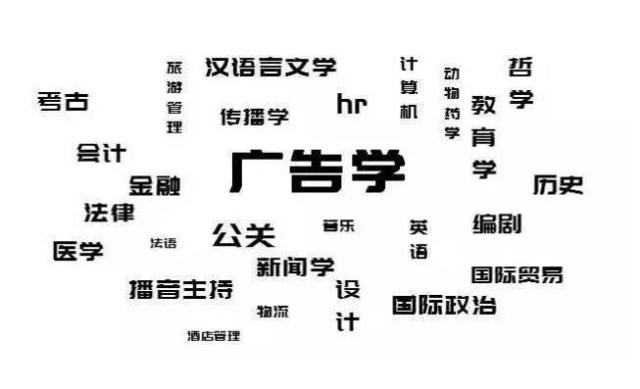 旅游管理
汉语言文学
计算机
动物药学
哲学
考古
传播学
hr
教育学
会计
广告学
金融
历史
法律
公关
音乐
英语
编剧
医学
法语
新闻学
国际贸易
播音主持
物流
设计
国际政治
酒店管理